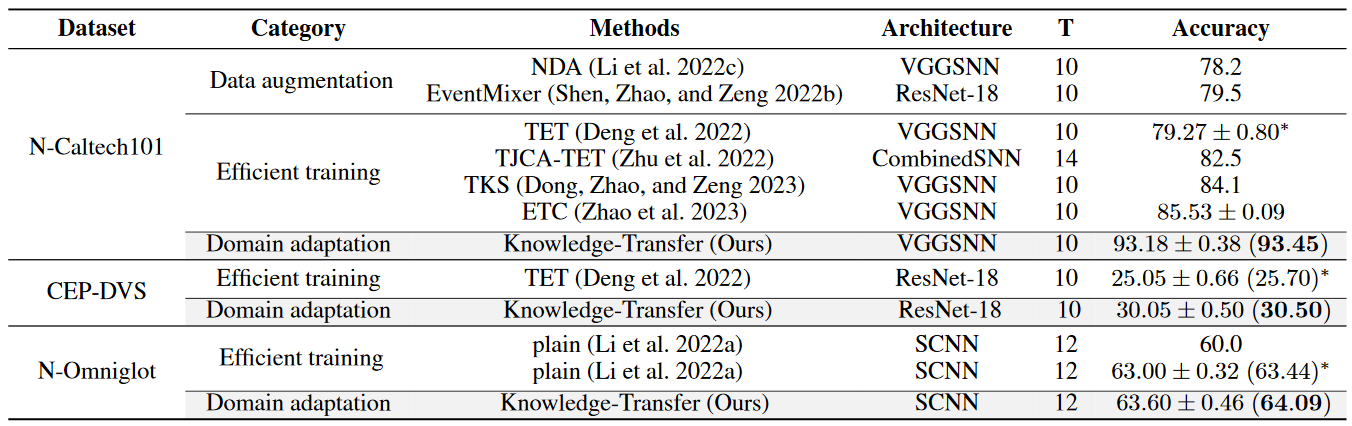 Dataset Category Methods Architecture T Accuracy
N-Caltech101 Data augmentation NDA (Li et al. 2022c) VGGSNN 10 78.2
EventMixer (Shen, Zhao, and Zeng 2022b) ResNet-18 10 79.5
Efficient training TET (Deng et al. 2022) VGGSNN 10 79.27 ± 0.80*
TJCA-TET (Zhu et al. 2022) CombinedSNN 14 82.5
TKS (Dong, Zhao, and Zeng 2023) VGGSNN 10 84.1
ETC (Zhao et al. 2023) VGGSNN 10 85.53 ± 0.09
Domain adaptation Knowledge-Transfer (Ours) VGGSNN 10 93.18 ± 0.38 (93.45)
CEP-DVS Efficient training TET (Deng et al. 2022) ResNet-18 10 25.05 ± 0.66 (25.70)*
Domain adaptation Knowledge-Transfer (Ours) ResNet-18 10 30.05 ± 0.50 (30.50)
N-Omniglot Efficient training plain (Li et al. 2022a) SCNN 12 60.0
plain (Li et al. 2022a) SCNN 12 63.00 ± 0.32 (63.44)*
Domain adaptation Knowledge-Transfer (Ours) SCNN 12 63.60 ± 0.46 (64.09)